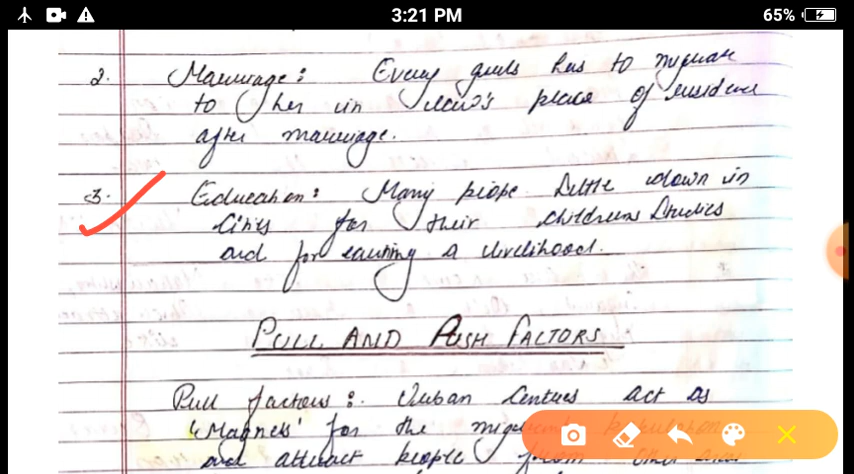 3:21 PM
65%
2. Marriage : Every girls has to migrate
to her in laws's place of residence
after marriage.
3. Education : Many peope settle down in
Cities for their childrens Studies
and for earning a livelihood.
PULL AND PUSH FACTORS
Pull factors : Urban Centres act as
'Magnets' for the
and attract people from